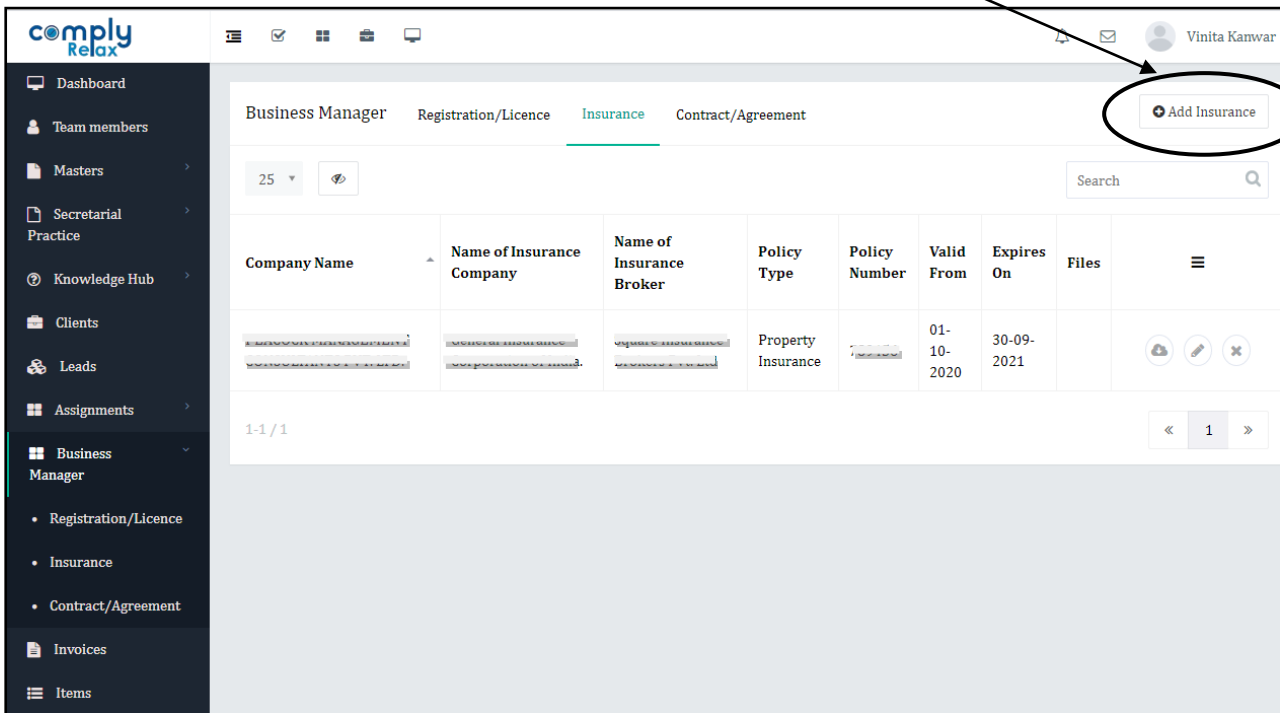 comply
Relax
Vinita Kanwar
Dashboard
Team members
Masters
Secretarial
Practice
Knowledge Hub
Clients
Leads
Assignments
Business
Manager
• Registration/Licence
• Insurance
• Contract/Agreement
Invoices
Items
Business Manager Registration/Licence Insurance Contract/Agreement Add Insurance
25 Search
Company Name
Name of Insurance
Company
Name of
Insurance
Broker
Policy
Type
Policy
Number
Valid
From
Expires
On
Files
Property
Insurance
01-
10-
2020
30-09-
2021
1-1 / 1
« 1 »